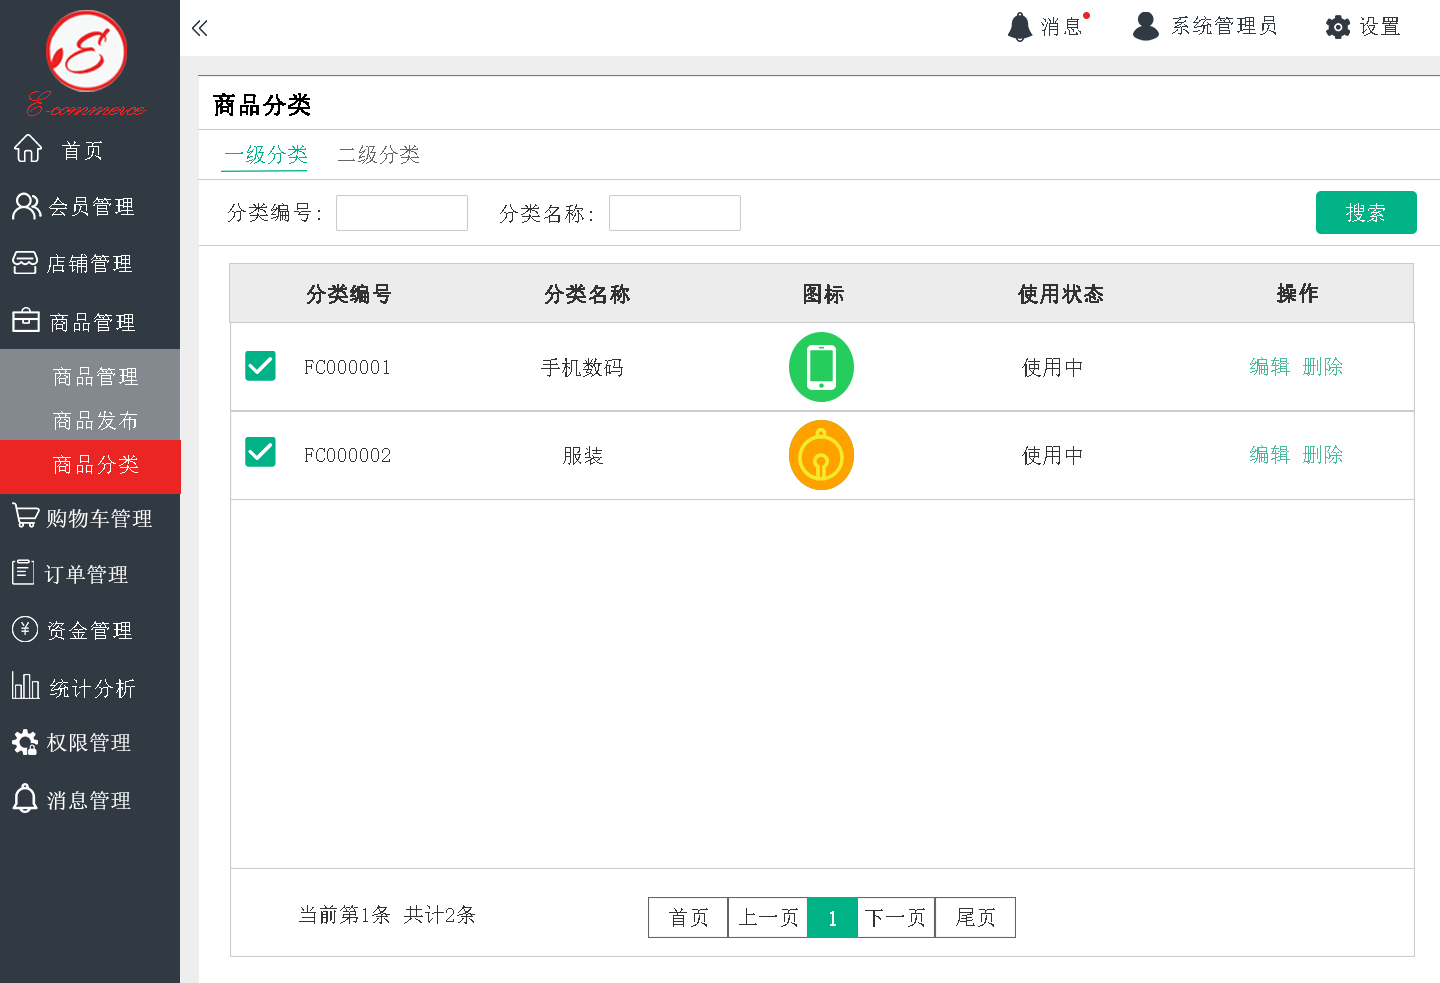 E-commerce
首页
会员管理
店铺管理
商品管理
商品管理
商品发布
商品分类
购物车管理
订单管理
资金管理
统计分析
权限管理
消息管理
消息 系统管理员 设置
商品分类
一级分类 二级分类
分类编号: 分类名称: 搜索
分类编号 分类名称 图标 使用状态 操作
FC000001 手机数码 使用中 编辑 删除
FC000002 服装 使用中 编辑 删除
当前第1条 共计2条 首页 上一页 1 下一页 尾页